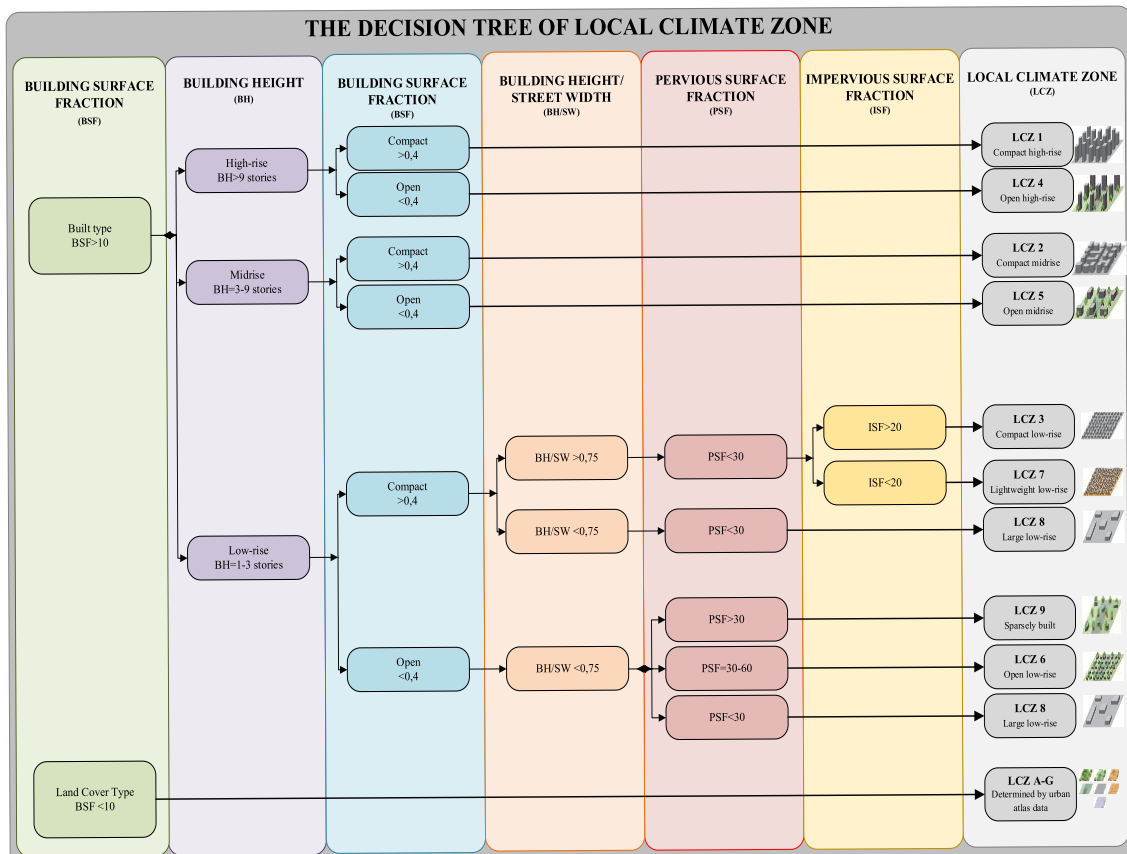 THE DECISION TREE OF LOCAL CLIMATE ZONE
BUILDING SURFACE
FRACTION
(BSF)
Built type
BSF>10
Land Cover Type
BSF <10
BUILDING HEIGHT
(BH)
High-rise
BH>9 stories
Midrise
BH=3-9 stories
Low-rise
BH=1-3 stories
BUILDING SURFACE
FRACTION
(BSF)
Compact
>0,4
Open
<0,4
Compact
>0,4
Open
<0,4
Compact
>0,4
Open
<0,4
BUILDING HEIGHT/
STREET WIDTH
(BH/SW)
BH/SW >0,75
BH/SW <0,75
BH/SW <0,75
PERVIOUS SURFACE
FRACTION
(PSF)
PSF<30
PSF<30
PSF>30
PSF=30-60
PSF<30
IMPERVIOUS SURFACE
FRACTION
(ISF)
ISF>20
ISF<20
LOCAL CLIMATE ZONE
(LCZ)
LCZ 1
Compact high-rise
LCZ 4
Open high-rise
LCZ 2
Compact midrise
LCZ 5
Open midrise
LCZ 3
Compact low-rise
LCZ 7
Lightweight low-rise
LCZ 8
Large low-rise
LCZ 9
Sparsely built
LCZ 6
Open low-rise
LCZ 8
Large low-rise
LCZ A-G
Determined by urban
atlas data